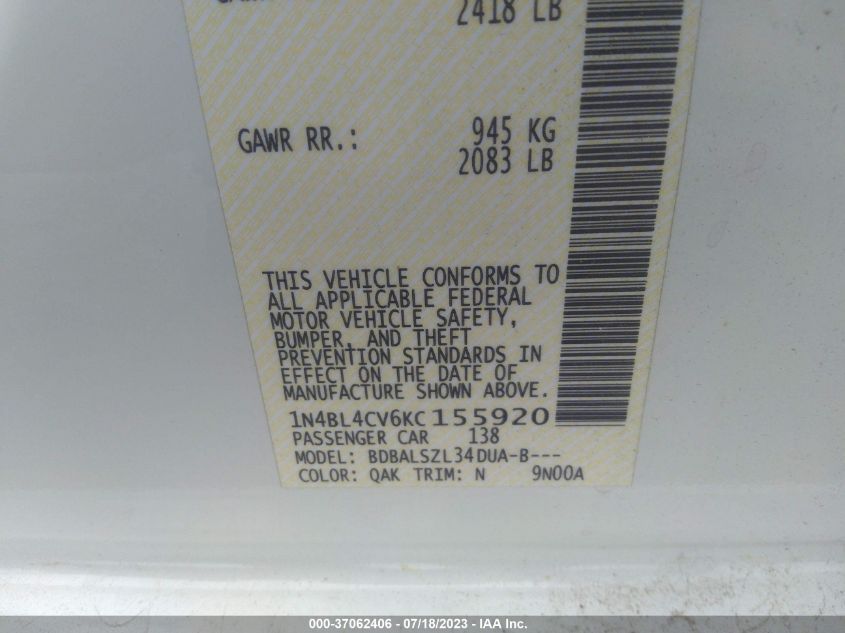 2418 LB
GAWR RR.: 945 KG
2083 LB
THIS VEHICLE CONFORMS TO
ALL APPLICABLE FEDERAL
MOTOR VEHICLE SAFETY,
BUMPER, AND THEFT
PREVENTION STANDARDS IN
EFFECT ON THE DATE OF
MANUFACTURE SHOWN ABOVE.
1N4BL4CV6KC155920
PASSENGER CAR 138
MODEL: BDBALSZL34DUA-B---
COLOR: QAK TRIM: N 9N00A
000-37062406 - 07/18/2023 - IAA Inc.